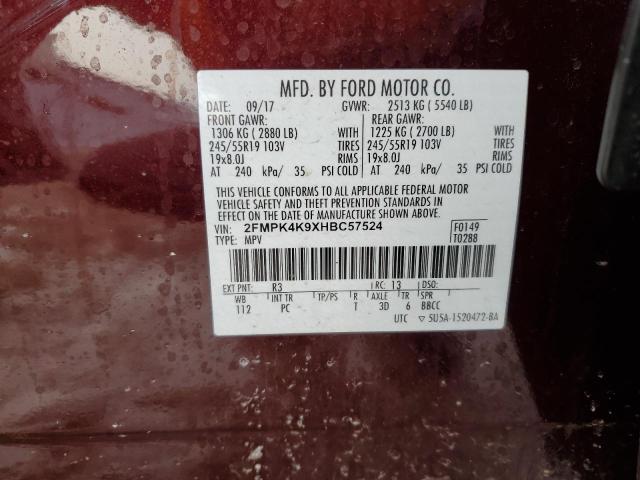 MFD. BY FORD MOTOR CO.
DATE: 09/17 GVWR: 2513 KG ( 5540 LB)
FRONT GAWR: REAR GAWR:
1306 KG ( 2880 LB) WITH 1225 KG ( 2700 LB) WITH
245/55R19 103V TIRES 245/55R19 103V TIRES
19x8.0J RIMS 19x8.0J RIMS
AT 240 kPa/ 35 PSI COLD AT 240 kPa/ 35 PSI COLD
THIS VEHICLE CONFORMS TO ALL APPLICABLE FEDERAL MOTOR
VEHICLE SAFETY AND THEFT PREVENTION STANDARDS IN
EFFECT ON THE DATE OF MANUFACTURE SHOWN ABOVE.
VIN: 2FMPK4K9XHBC57524 F0149
TYPE: MPV T0288
EXT PNT: R3 RC: 13 DSO:
WB INT TR TP/PS R AXLE TR SPR
112 PC T 3D 6 BBCC
UTC ▽ 5U5A-1520472-BA